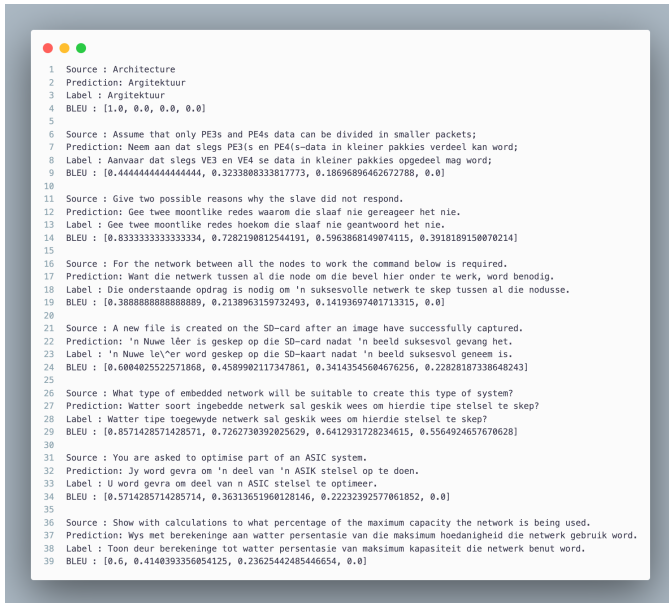 1 Source : Architecture
2 Prediction: Argitektuur
3 Label : Argitektuur
4 BLEU : [1.0, 0.0, 0.0, 0.0]
5
6 Source : Assume that only PE3s and PE4s data can be divided in smaller packets;
7 Prediction: Neem aan dat slegs PE3(s en PE4(s-data in kleiner pakkies verdeel kan word;
8 Label : Aanvaar dat slegs VE3 en VE4 se data in kleiner pakkies opgedeel mag word;
9 BLEU : [0.4444444444444444, 0.3233808333817773, 0.18696896462672788, 0.0]
10
11 Source : Give two possible reasons why the slave did not respond.
12 Prediction: Gee twee moontlike redes waarom die slaaf nie gereageer het nie.
13 Label : Gee twee moontlike redes hoekom die slaaf nie geantwoord het nie.
14 BLEU : [0.8333333333333334, 0.7282190812544191, 0.5963868149074115, 0.3918189150070214]
15
16 Source : For the network between all the nodes to work the command below is required.
17 Prediction: Want die netwerk tussen al die node om die bevel hier onder te werk, word benodig.
18 Label : Die onderstaande opdrag is nodig om 'n suksesvolle netwerk te skep tussen al die nodusse.
19 BLEU : [0.3888888888888889, 0.2138963159732493, 0.14193697401713315, 0.0]
20
21 Source : A new file is created on the SD-card after an image have successfully captured.
22 Prediction: 'n Nuwe lêer is geskep op die SD-card nadat 'n beeld suksesvol gevang het.
23 Label : 'n Nuwe le\^er word geskep op die SD-kaart nadat 'n beeld suksesvol geneem is.
24 BLEU : [0.6004025522571868, 0.4589902117347861, 0.34143545604676256, 0.22828187338648243]
25
26 Source : What type of embedded network will be suitable to create this type of system?
27 Prediction: Watter soort ingebedde netwerk sal geskik wees om hierdie tipe stelsel te skep?
28 Label : Watter tipe toegewyde netwerk sal geskik wees om hierdie stelsel te skep?
29 BLEU : [0.8571428571428571, 0.7262730392025629, 0.6412931728234615, 0.5564924657670628]
30
31 Source : You are asked to optimise part of an ASIC system.
32 Prediction: Jy word gevra om 'n deel van 'n ASIK stelsel op te doen.
33 Label : U word gevra om deel van n ASIC stelsel te optimeer.
34 BLEU : [0.5714285714285714, 0.36313651960128146, 0.22232392577061852, 0.0]
35
36 Source : Show with calculations to what percentage of the maximum capacity the network is being used.
37 Prediction: Wys met berekeninge aan watter persentasie van die maksimum hoedanigheid die netwerk gebruik word.
38 Label : Toon deur berekeninge tot watter persentasie van maksimum kapasiteit die netwerk benut word.
39 BLEU : [0.6, 0.4140393356054125, 0.23625442485446654, 0.0]